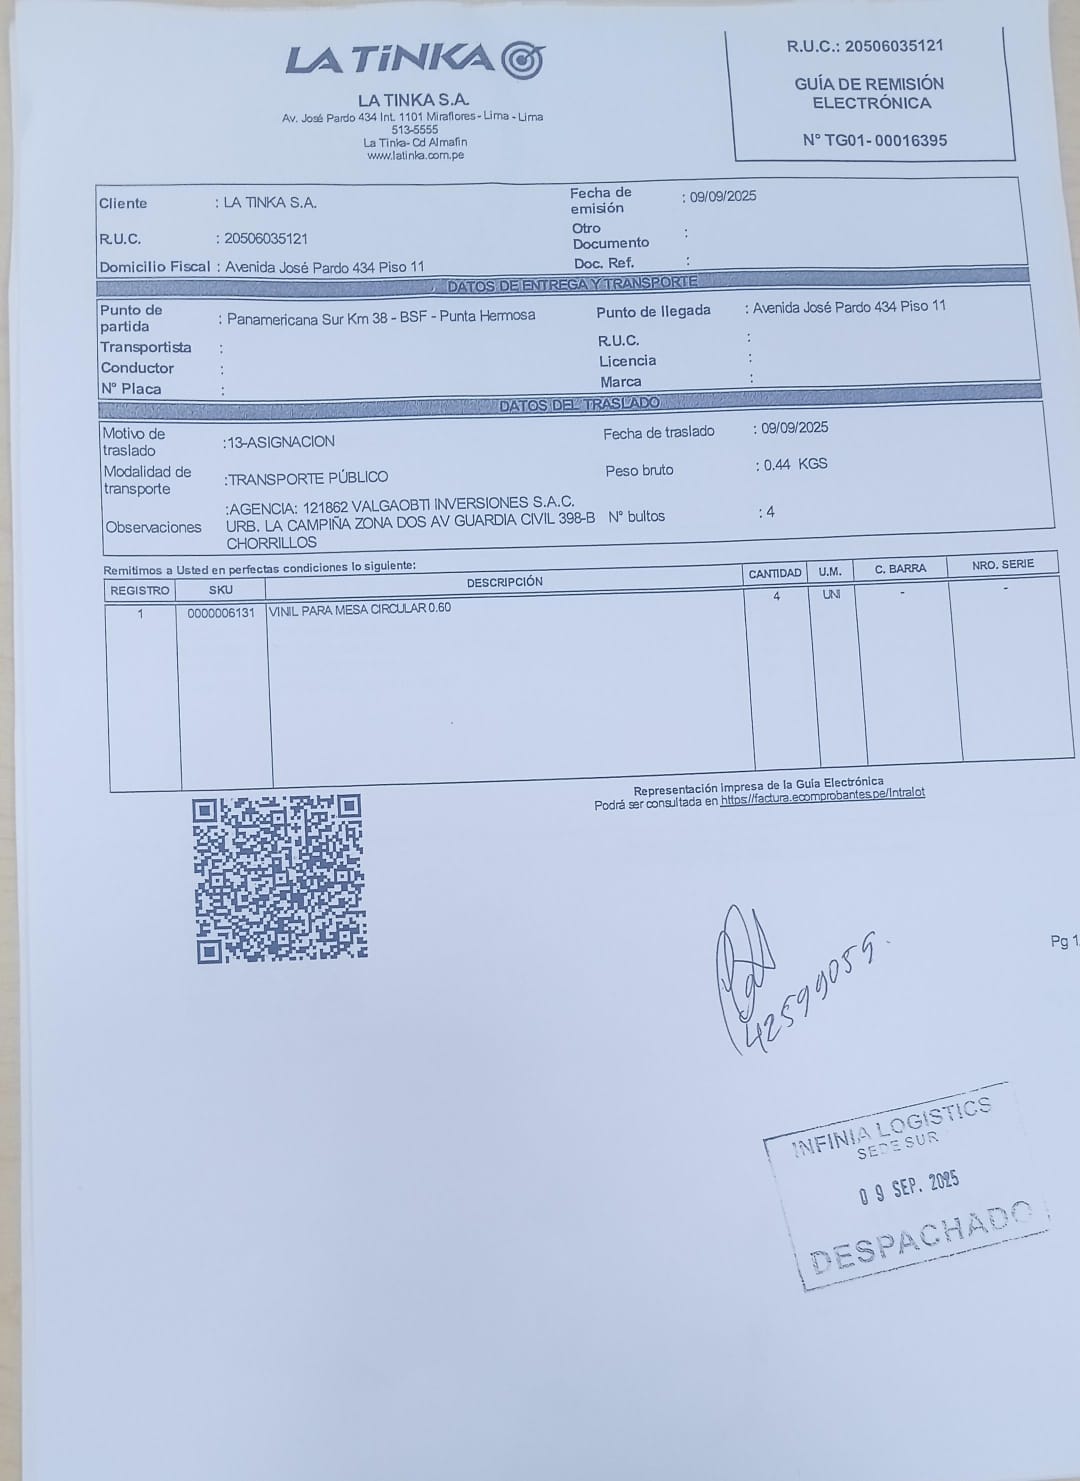 LA TiNKA
LA TINKA S.A.
Av. José Pardo 434 Int. 1101 Miraflores - Lima - Lima
513-5555
La Tinka- Cd Almafin
www.latinka.com.pe
R.U.C.: 20506035121
GUÍA DE REMISIÓN
ELECTRÓNICA
N° TG01- 00016395
Cliente : LA TINKA S.A.
Fecha de emisión : 09/09/2025
R.U.C. : 20506035121
Otro Documento :
Domicilio Fiscal : Avenida José Pardo 434 Piso 11
Doc. Ref. :
DATOS DE ENTREGA Y TRANSPORTE
Punto de partida : Panamericana Sur Km 38 - BSF - Punta Hermosa
Punto de llegada : Avenida José Pardo 434 Piso 11
Transportista :
R.U.C. :
Conductor :
Licencia :
N° Placa :
Marca :
DATOS DEL TRASLADO
Motivo de traslado :13-ASIGNACION
Fecha de traslado : 09/09/2025
Modalidad de transporte :TRANSPORTE PÚBLICO
Peso bruto : 0.44 KGS
Observaciones :AGENCIA: 121862 VALGAOBTI INVERSIONES S.A.C.
URB. LA CAMPIÑA ZONA DOS AV GUARDIA CIVIL 398-B
CHORRILLOS
N° bultos : 4
Remitimos a Usted en perfectas condiciones lo siguiente:
REGISTRO SKU DESCRIPCIÓN CANTIDAD U.M. C. BARRA NRO. SERIE
1 0000006131 VINIL PARA MESA CIRCULAR 0.60 4 UNI - -
Representación Impresa de la Guía Electrónica
Podrá ser consultada en https://factura.ecomprobantes.pe/Intralot
Pg 1
42599059.
INFINIA LOGISTICS
SEDE SUR
09 SEP. 2025
DESPACHADO